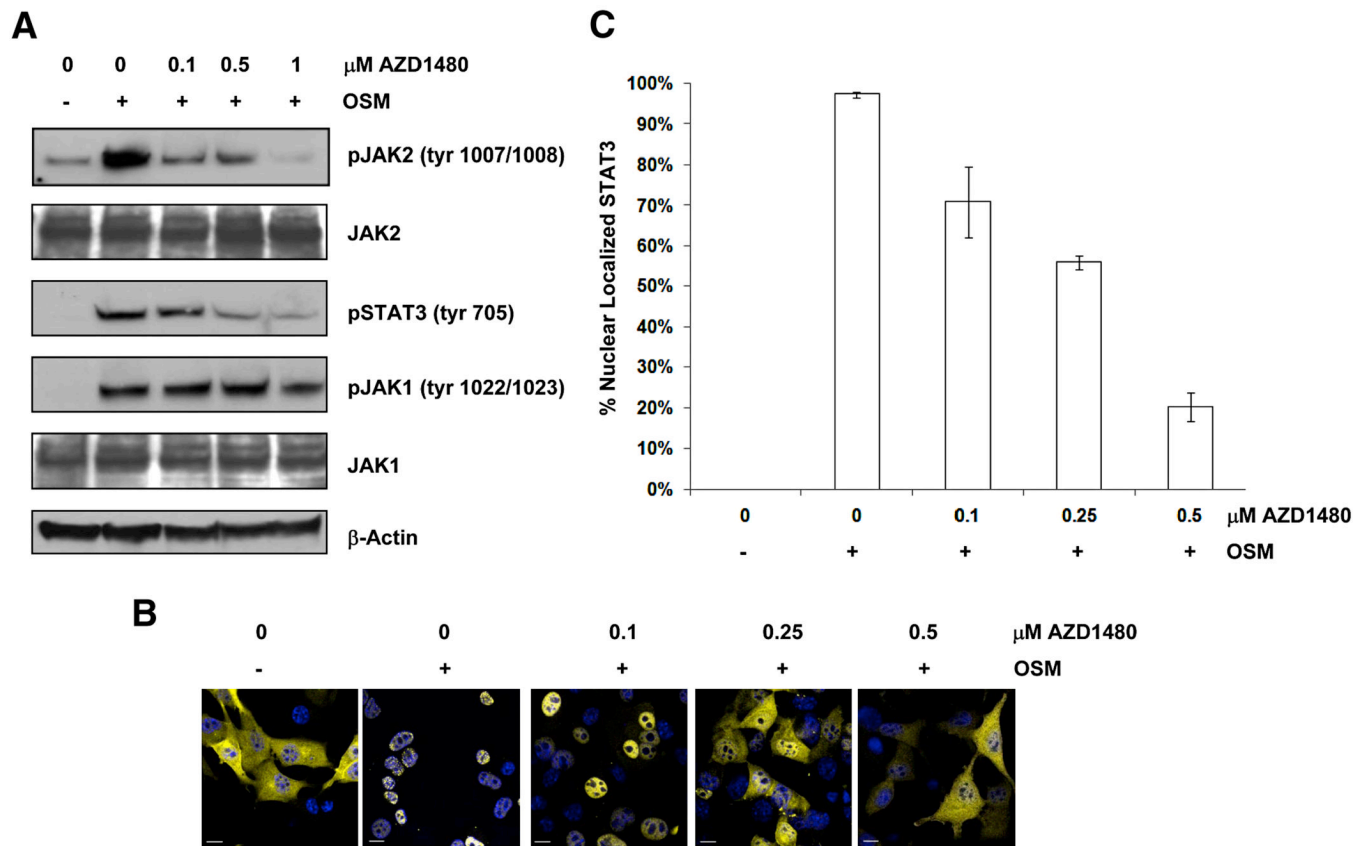 A
0 0 0.1 0.5 1 μM AZD1480
- + + + + OSM
pJAK2 (tyr 1007/1008)
JAK2
pSTAT3 (tyr 705)
pJAK1 (tyr 1022/1023)
JAK1
β-Actin
C
% Nuclear Localized STAT3
100%
90%
80%
70%
60%
50%
40%
30%
20%
10%
0%
0 0 0.1 0.25 0.5 μM AZD1480
- + + + + OSM
B
0 0 0.1 0.25 0.5 μM AZD1480
- + + + + OSM